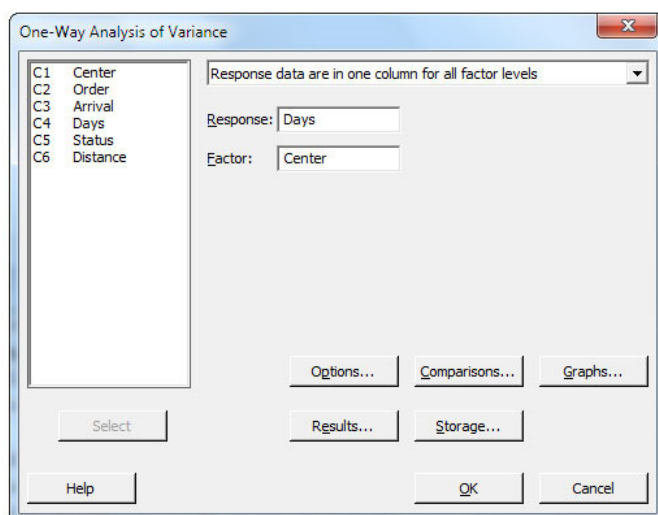 One-Way Analysis of Variance
C1 Center
C2 Order
C3 Arrival
C4 Days
C5 Status
C6 Distance
Response data are in one column for all factor levels
Response: Days
Factor: Center
Options... Comparisons... Graphs...
Select Results... Storage...
Help OK Cancel